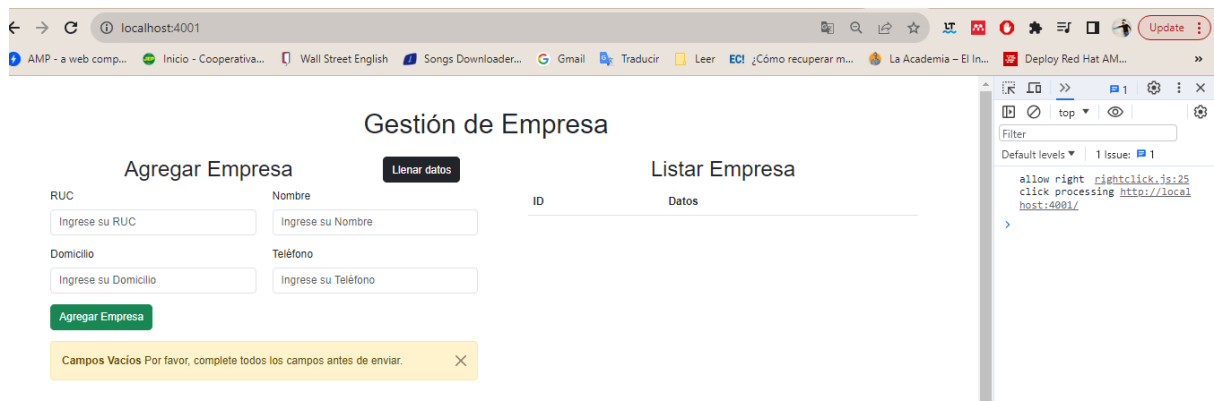 localhost:4001
Update
AMP - a web comp... Inicio - Cooperativa... Wall Street English Songs Downloader... Gmail Traducir Leer EC! ¿Cómo recuperar m... La Academia – El In... Deploy Red Hat AM... »
Gestión de Empresa
Agregar Empresa
Llenar datos
RUC
Nombre
Ingrese su RUC
Ingrese su Nombre
Domicilio
Teléfono
Ingrese su Domicilio
Ingrese su Teléfono
Agregar Empresa
Campos Vacíos Por favor, complete todos los campos antes de enviar.
Listar Empresa
ID Datos
1
top
Filter
Default levels 1 Issue: 1
allow right rightclick.js:25
click processing http://local
host:4001/